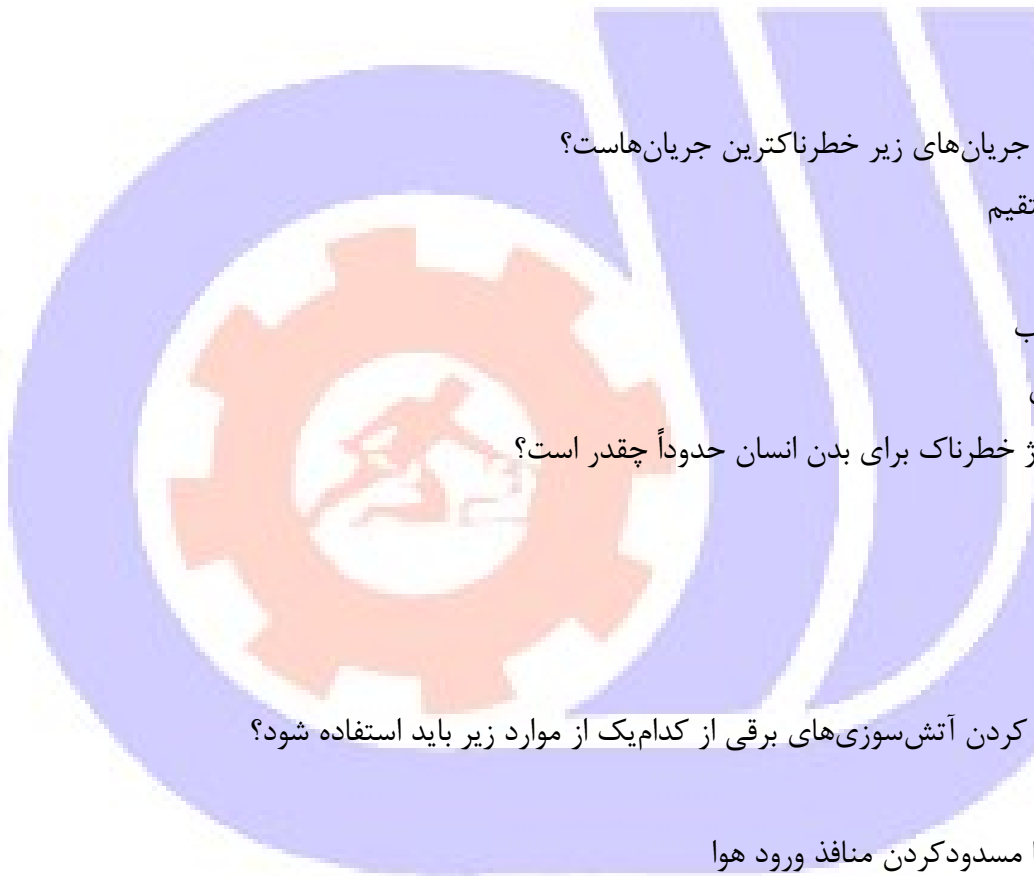 جریان‌های زیر خطرناکترین جریان‌هاست؟
تقیم
ب
ژ خطرناک برای بدن انسان حدوداً چقدر است؟
کردن آتش‌سوزی‌های برقی از کدام‌یک از موارد زیر باید استفاده شود؟
مسدودکردن منافذ ورود هوا